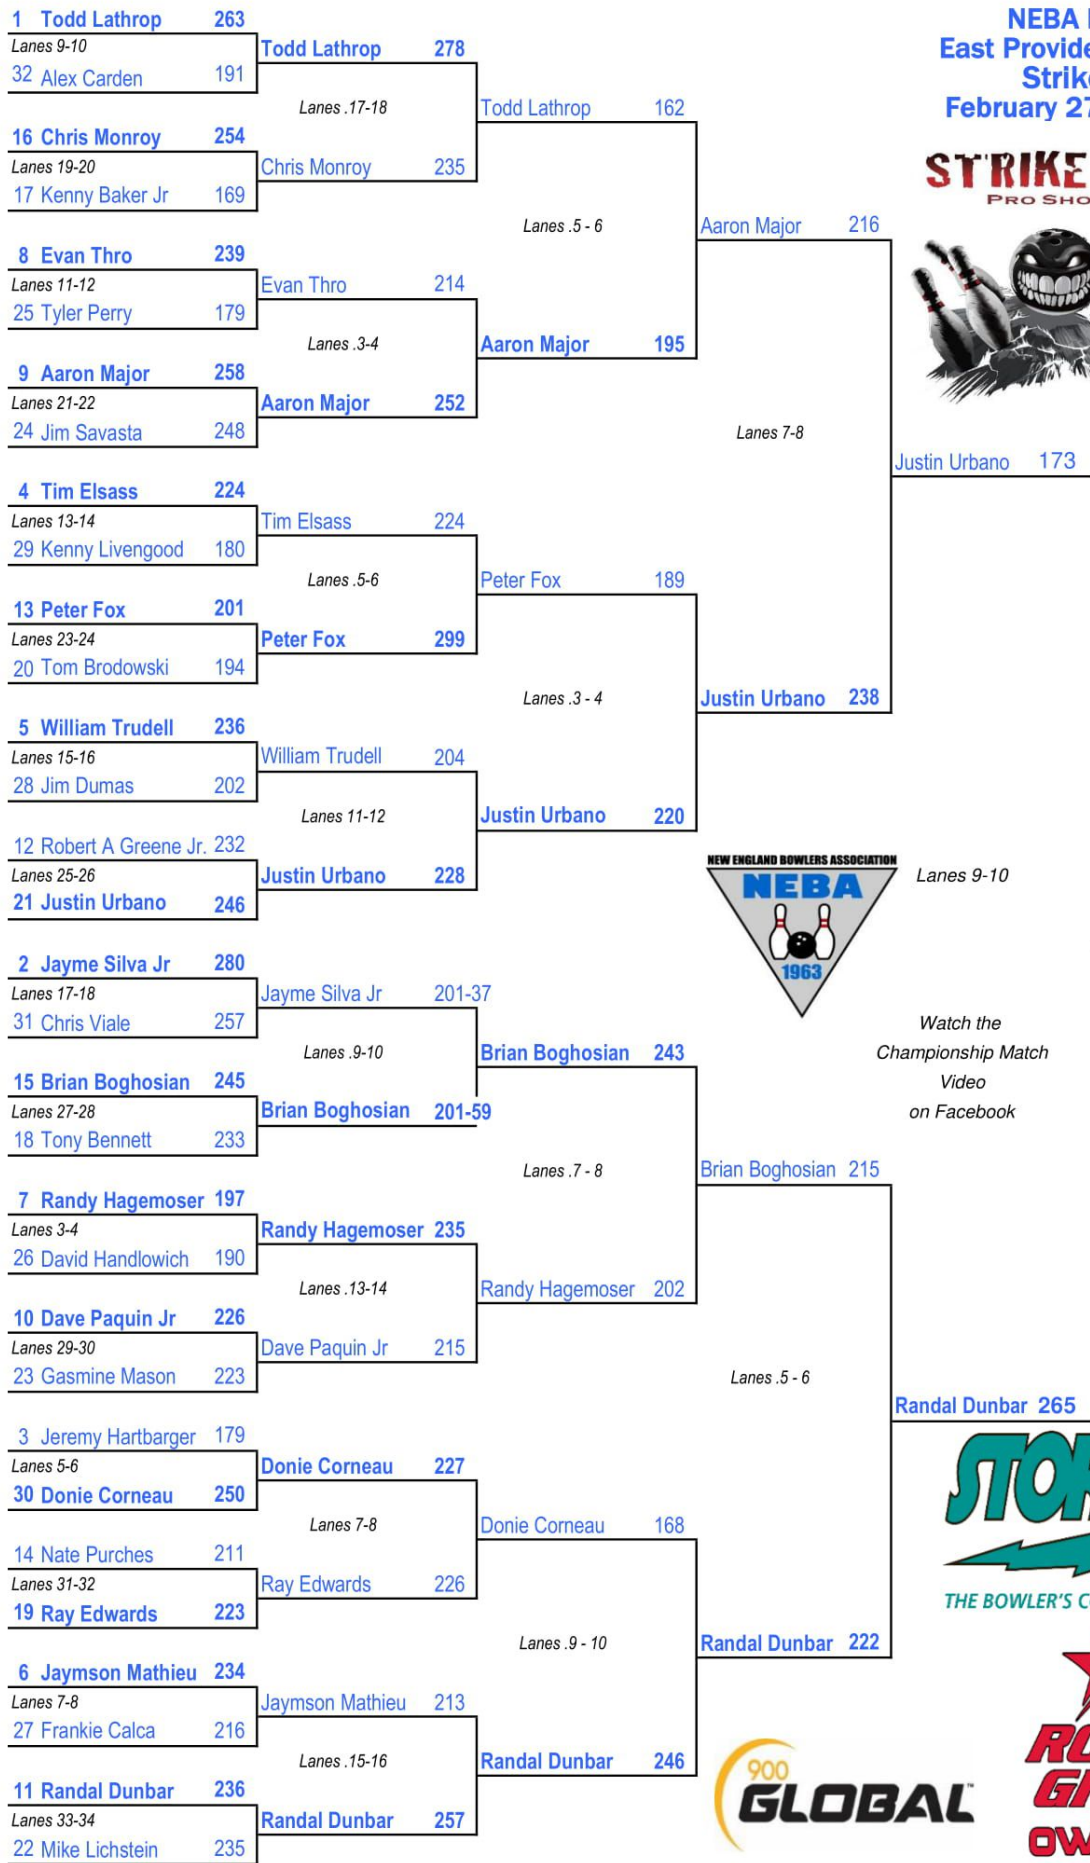 NEBA
East Provide
Strik
February 27
STRIKE
PRO SHO
1 Todd Lathrop 263
Lanes 9-10
32 Alex Carden 191
16 Chris Monroy 254
Lanes 19-20
17 Kenny Baker Jr 169
8 Evan Thro 239
Lanes 11-12
25 Tyler Perry 179
9 Aaron Major 258
Lanes 21-22
24 Jim Savasta 248
4 Tim Elsass 224
Lanes 13-14
29 Kenny Livengood 180
13 Peter Fox 201
Lanes 23-24
20 Tom Brodowski 194
5 William Trudell 236
Lanes 15-16
28 Jim Dumas 202
12 Robert A Greene Jr. 232
Lanes 25-26
21 Justin Urbano 246
2 Jayme Silva Jr 280
Lanes 17-18
31 Chris Viale 257
15 Brian Boghosian 245
Lanes 27-28
18 Tony Bennett 233
7 Randy Hagemoser 197
Lanes 3-4
26 David Handlowich 190
10 Dave Paquin Jr 226
Lanes 29-30
23 Gasmine Mason 223
3 Jeremy Hartbarger 179
Lanes 5-6
30 Donie Corneau 250
14 Nate Purches 211
Lanes 31-32
19 Ray Edwards 223
6 Jaymson Mathieu 234
Lanes 7-8
27 Frankie Calca 216
11 Randal Dunbar 236
Lanes 33-34
22 Mike Lichstein 235
Todd Lathrop 278
Lanes .17-18
Chris Monroy 235
Evan Thro 214
Lanes .3-4
Aaron Major 252
Tim Elsass 224
Lanes .5-6
Peter Fox 299
William Trudell 204
Lanes 11-12
Justin Urbano 228
Jayme Silva Jr 201-37
Lanes .9-10
Brian Boghosian 201-59
Randy Hagemoser 235
Lanes .13-14
Dave Paquin Jr 215
Donie Corneau 227
Lanes 7-8
Ray Edwards 226
Jaymson Mathieu 213
Lanes .15-16
Randal Dunbar 257
Todd Lathrop 162
Lanes .5 - 6
Aaron Major 195
Peter Fox 189
Lanes .3 - 4
Justin Urbano 220
Brian Boghosian 243
Lanes .7 - 8
Randy Hagemoser 202
Donie Corneau 168
Lanes .9 - 10
Randal Dunbar 246
Aaron Major 216
Lanes 7-8
Justin Urbano 238
Brian Boghosian 215
Lanes .5 - 6
Randal Dunbar 222
Justin Urbano 173
Lanes 9-10
Randal Dunbar 265
NEW ENGLAND BOWLERS ASSOCIATION
NEBA
1963
Watch the
Championship Match
Video
on Facebook
STOR
THE BOWLER'S C
900
GLOBAL™
RO
G
OW